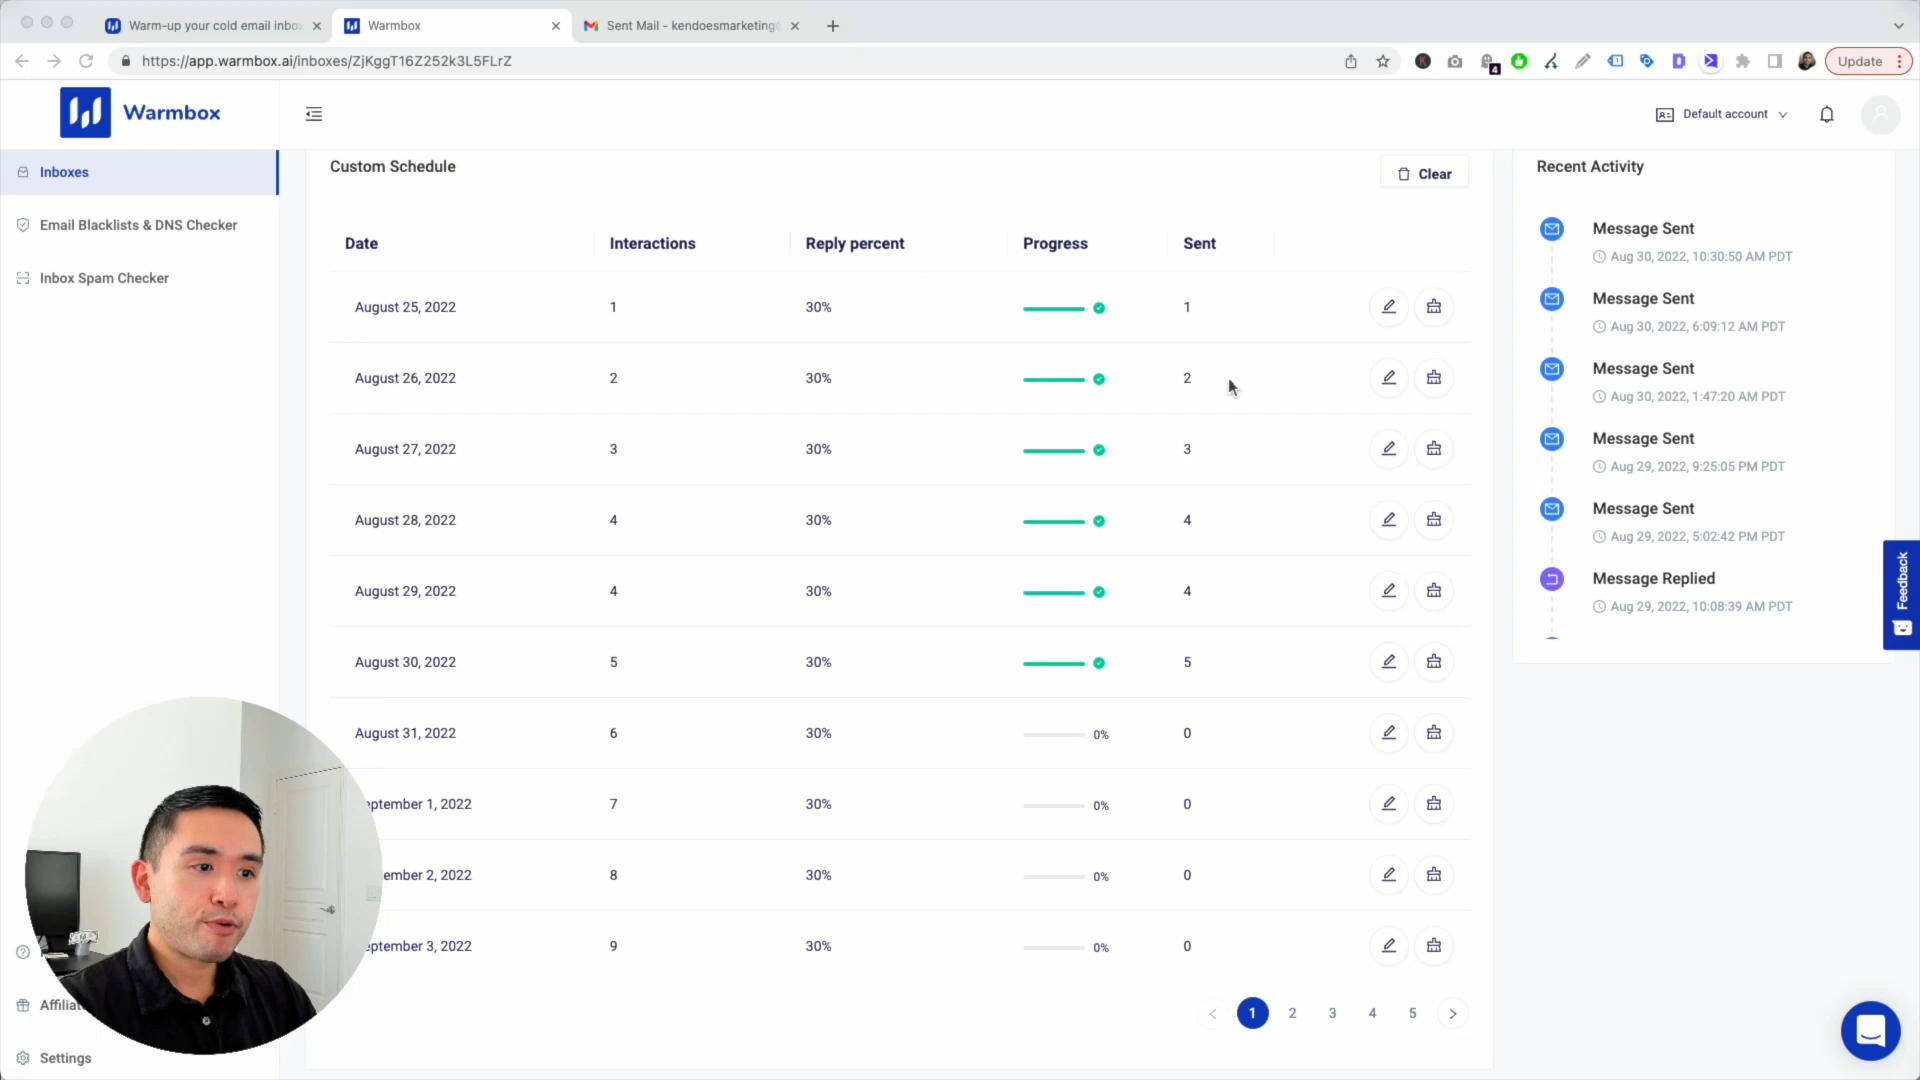 Warm-up your cold email inbo
Warmbox
Sent Mail - kendoesmarketing@
https://app.warmbox.ai/inboxes/ZjKggT16Z252k3L5FLrZ
4
Update
Warmbox
Default account
Inboxes
Email Blacklists & DNS Checker
Inbox Spam Checker
Affilia
Settings
Custom Schedule
Clear
Date Interactions Reply percent Progress Sent
August 25, 2022 1 30% 1
August 26, 2022 2 30% 2
August 27, 2022 3 30% 3
August 28, 2022 4 30% 4
August 29, 2022 4 30% 4
August 30, 2022 5 30% 5
August 31, 2022 6 30% 0% 0
eptember 1, 2022 7 30% 0% 0
ember 2, 2022 8 30% 0% 0
eptember 3, 2022 9 30% 0% 0
1 2 3 4 5
Recent Activity
Message Sent
Aug 30, 2022, 10:30:50 AM PDT
Message Sent
Aug 30, 2022, 6:09:12 AM PDT
Message Sent
Aug 30, 2022, 1:47:20 AM PDT
Message Sent
Aug 29, 2022, 9:25:05 PM PDT
Message Sent
Aug 29, 2022, 5:02:42 PM PDT
Message Replied
Aug 29, 2022, 10:08:39 AM PDT
Feedback